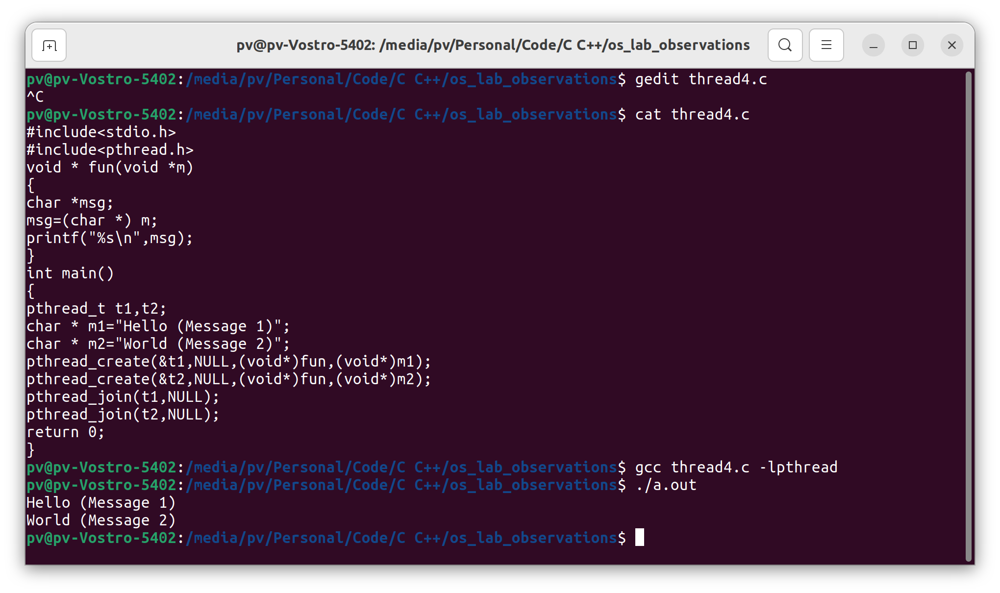 pv@pv-Vostro-5402: /media/pv/Personal/Code/C C++/os_lab_observations
pv@pv-Vostro-5402:/media/pv/Personal/Code/C C++/os_lab_observations$ gedit thread4.c
^C
pv@pv-Vostro-5402:/media/pv/Personal/Code/C C++/os_lab_observations$ cat thread4.c
#include<stdio.h>
#include<pthread.h>
void * fun(void *m)
{
char *msg;
msg=(char *) m;
printf("%s\n",msg);
}
int main()
{
pthread_t t1,t2;
char * m1="Hello (Message 1)";
char * m2="World (Message 2)";
pthread_create(&t1,NULL,(void*)fun,(void*)m1);
pthread_create(&t2,NULL,(void*)fun,(void*)m2);
pthread_join(t1,NULL);
pthread_join(t2,NULL);
return 0;
}
pv@pv-Vostro-5402:/media/pv/Personal/Code/C C++/os_lab_observations$ gcc thread4.c -lpthread
pv@pv-Vostro-5402:/media/pv/Personal/Code/C C++/os_lab_observations$ ./a.out
Hello (Message 1)
World (Message 2)
pv@pv-Vostro-5402:/media/pv/Personal/Code/C C++/os_lab_observations$